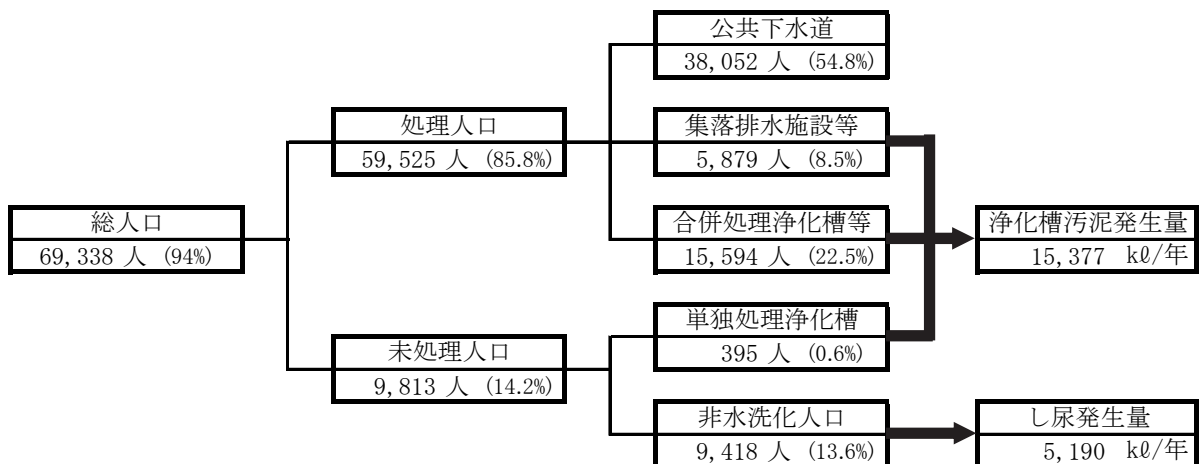 公共下水道
38,052 人 (54.8%)
処理人口
59,525 人 (85.8%)
集落排水施設等
5,879 人 (8.5%)
総人口
69,338 人 (94%)
合併処理浄化槽等
15,594 人 (22.5%)
浄化槽汚泥発生量
15,377 kℓ/年
単独処理浄化槽
395 人 (0.6%)
未処理人口
9,813 人 (14.2%)
非水洗化人口
9,418 人 (13.6%)
し尿発生量
5,190 kℓ/年